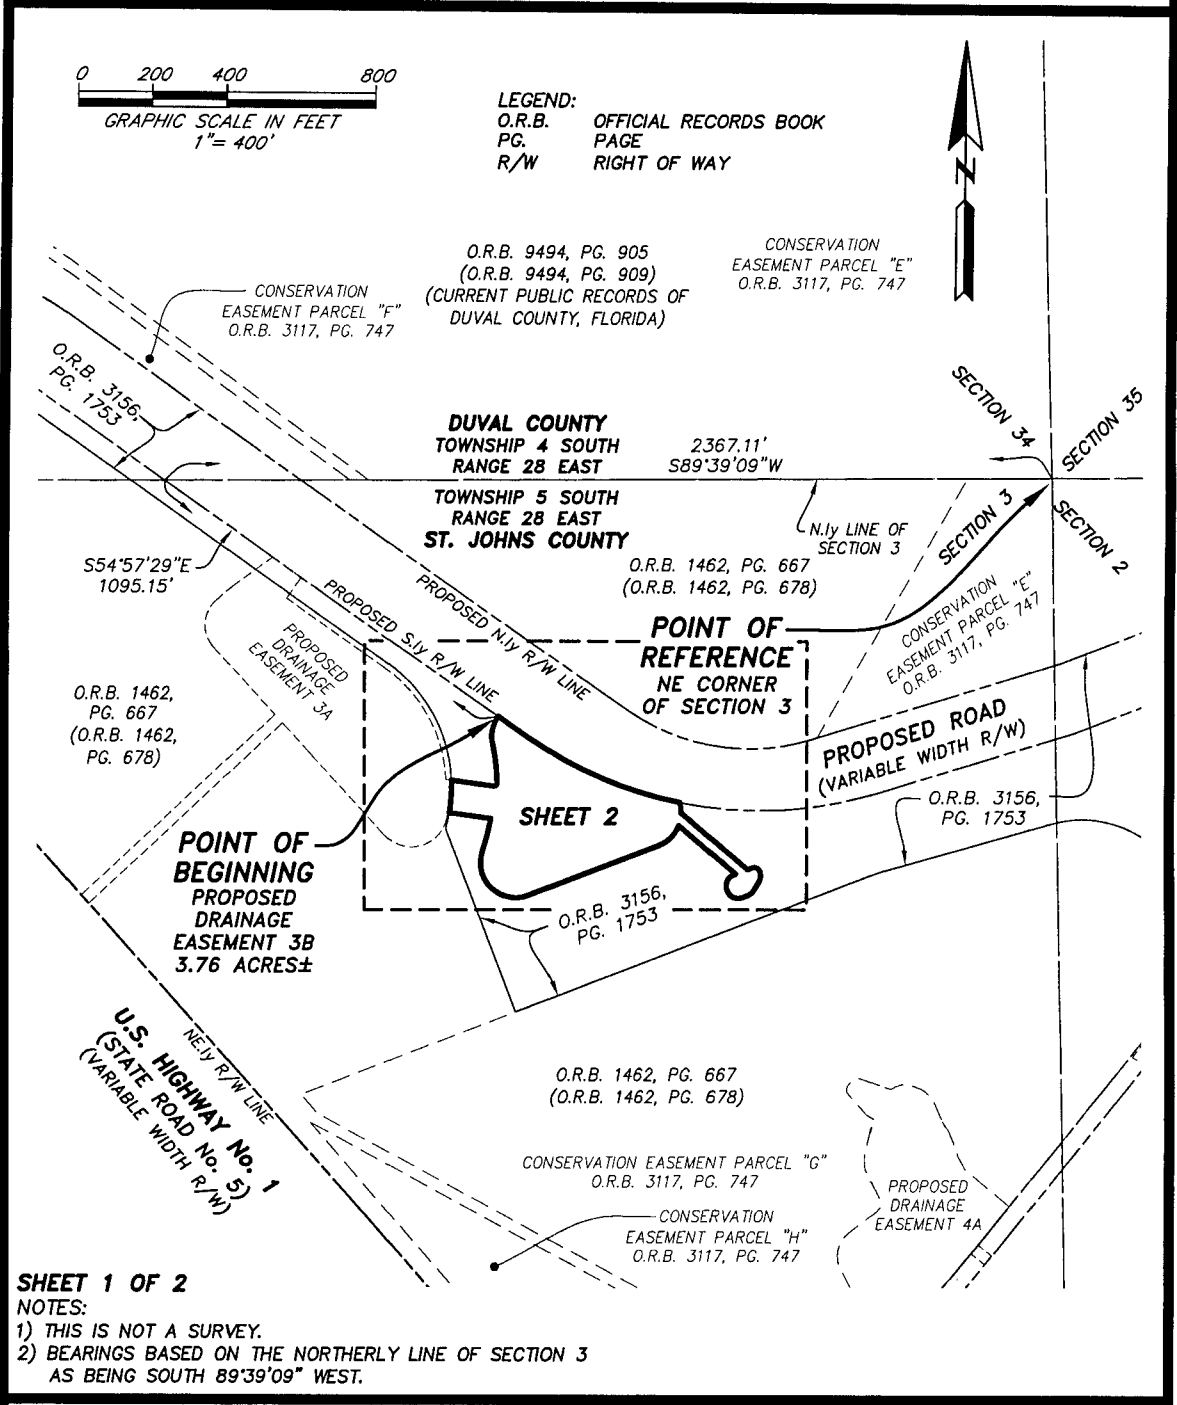 0 200 400 800
GRAPHIC SCALE IN FEET
1"= 400'
LEGEND:
O.R.B. OFFICIAL RECORDS BOOK
PG. PAGE
R/W RIGHT OF WAY
N
O.R.B. 9494, PG. 905
(O.R.B. 9494, PG. 909)
(CURRENT PUBLIC RECORDS OF
DUVAL COUNTY, FLORIDA)
CONSERVATION
EASEMENT PARCEL "E"
O.R.B. 3117, PG. 747
CONSERVATION
EASEMENT PARCEL "F"
O.R.B. 3117, PG. 747
O.R.B. 3156,
PG. 1753
SECTION 34
SECTION 35
DUVAL COUNTY
TOWNSHIP 4 SOUTH
RANGE 28 EAST
2367.11'
S89°39'09"W
TOWNSHIP 5 SOUTH
RANGE 28 EAST
ST. JOHNS COUNTY
N.ly LINE OF
SECTION 3
SECTION 3
SECTION 2
S54°57'29"E
1095.15'
O.R.B. 1462, PG. 667
(O.R.B. 1462, PG. 678)
PROPOSED S.ly R/W LINE
PROPOSED N.ly R/W LINE
CONSERVATION
EASEMENT PARCEL "E"
O.R.B. 3117, PG. 747
POINT OF
REFERENCE
NE CORNER
OF SECTION 3
PROPOSED
DRAINAGE
EASEMENT 3A
O.R.B. 1462,
PG. 667
(O.R.B. 1462,
PG. 678)
PROPOSED ROAD
(VARIABLE WIDTH R/W)
O.R.B. 3156,
PG. 1753
SHEET 2
POINT OF
BEGINNING
PROPOSED
DRAINAGE
EASEMENT 3B
3.76 ACRES±
O.R.B. 3156,
PG. 1753
U.S. HIGHWAY No. 1
(STATE ROAD No. 5)
(VARIABLE WIDTH R/W)
NE.ly R/W LINE
O.R.B. 1462, PG. 667
(O.R.B. 1462, PG. 678)
CONSERVATION EASEMENT PARCEL "G"
O.R.B. 3117, PG. 747
CONSERVATION
EASEMENT PARCEL "H"
O.R.B. 3117, PG. 747
PROPOSED
DRAINAGE
EASEMENT 4A
SHEET 1 OF 2
NOTES:
1) THIS IS NOT A SURVEY.
2) BEARINGS BASED ON THE NORTHERLY LINE OF SECTION 3
AS BEING SOUTH 89°39'09" WEST.